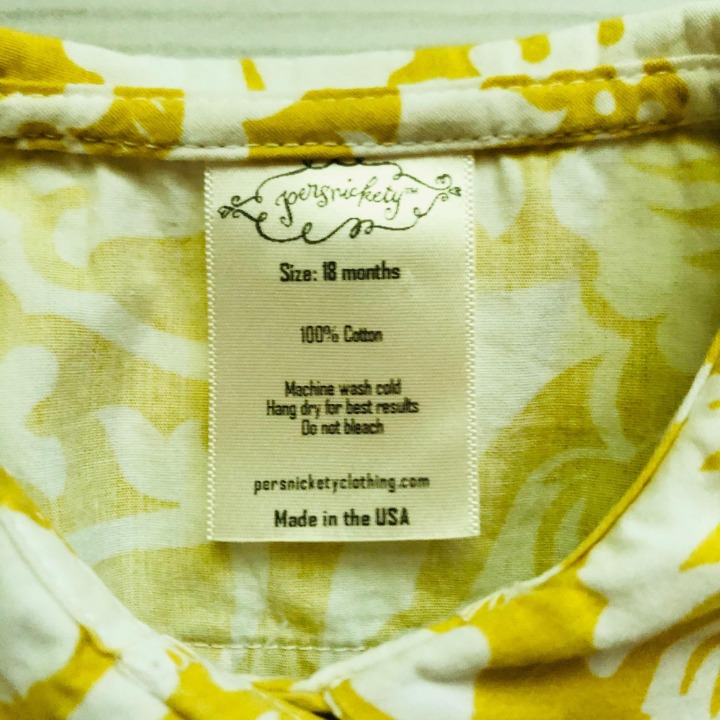 persnickety™
Size: 18 months
100% Cotton
Machine wash cold
Hang dry for best results
Do not bleach
persnicketyclothing.com
Made in the USA